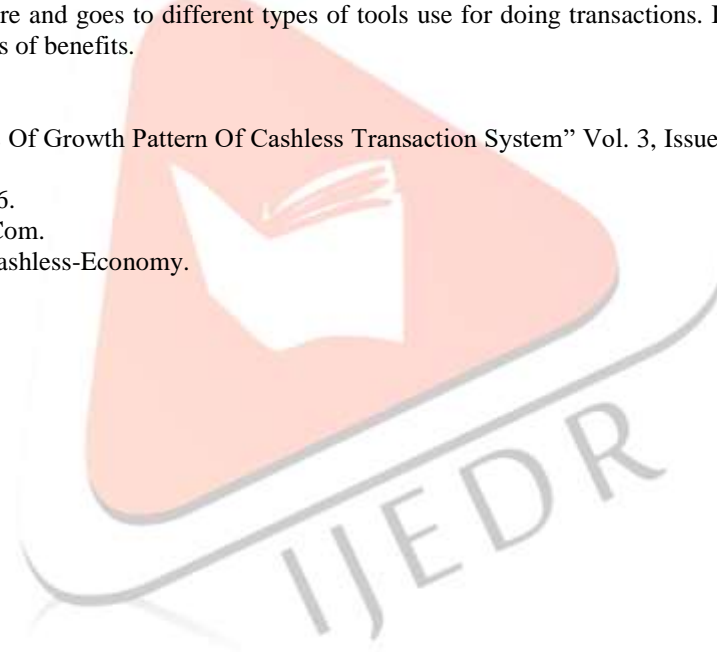 re and goes to different types of tools use for doing transactions.
s of benefits.
Of Growth Pattern Of Cashless Transaction System” Vol. 3, Issue
6.
Com.
ashless-Economy.
IJEDR